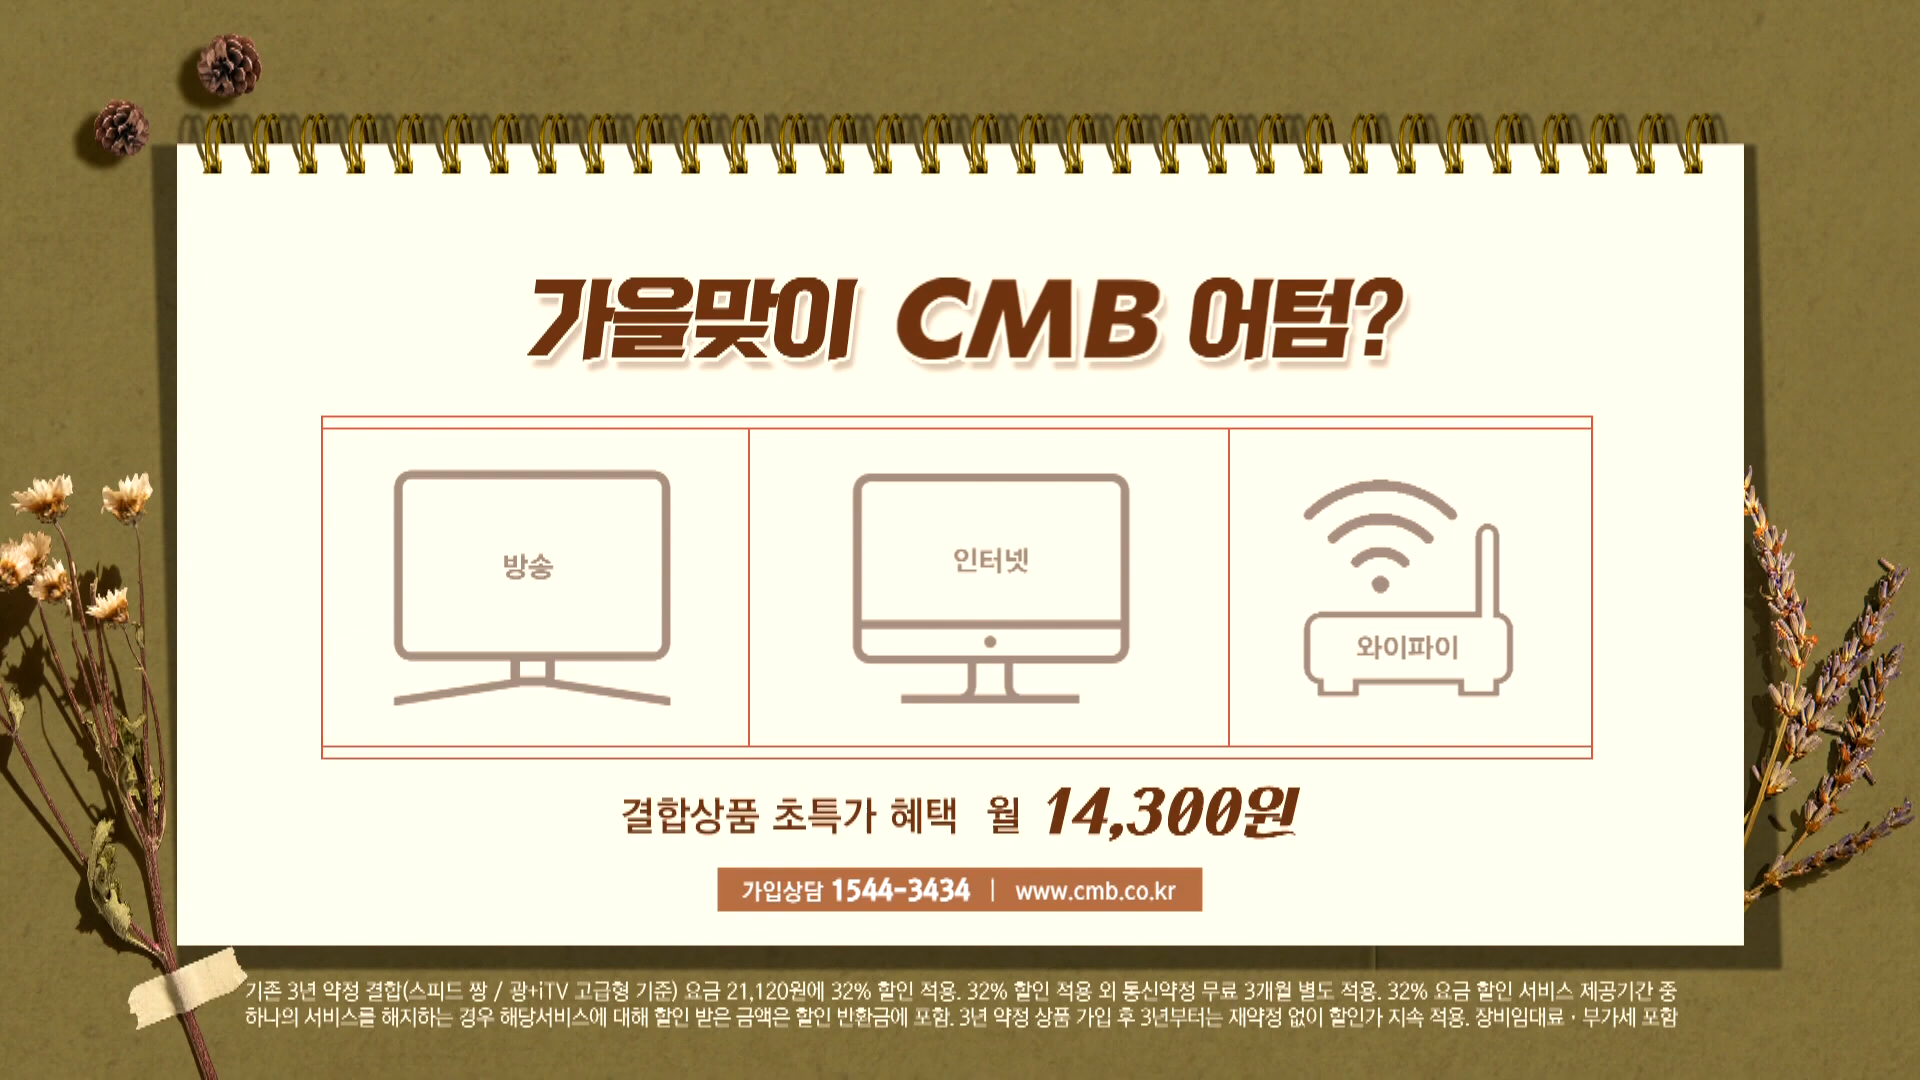 가을맞이 CMB 어텀?
방송
인터넷
와이파이
결합상품 초특가 혜택 월 14,300원
가입상담 1544-3434 | www.cmb.co.kr
기존 3년 약정 결합(스피드 짱 / 광+iTV 고급형 기준) 요금 21,120원에 32% 할인 적용. 32% 할인 적용 외 통신약정 무료 3개월 별도 적용. 32% 요금 할인 서비스 제공기간 중
하나의 서비스를 해지하는 경우 해당서비스에 대해 할인 받은 금액은 할인 반환금에 포함. 3년 약정 상품 가입 후 3년부터는 재약정 없이 할인가 지속 적용. 장비임대료 · 부가세 포함